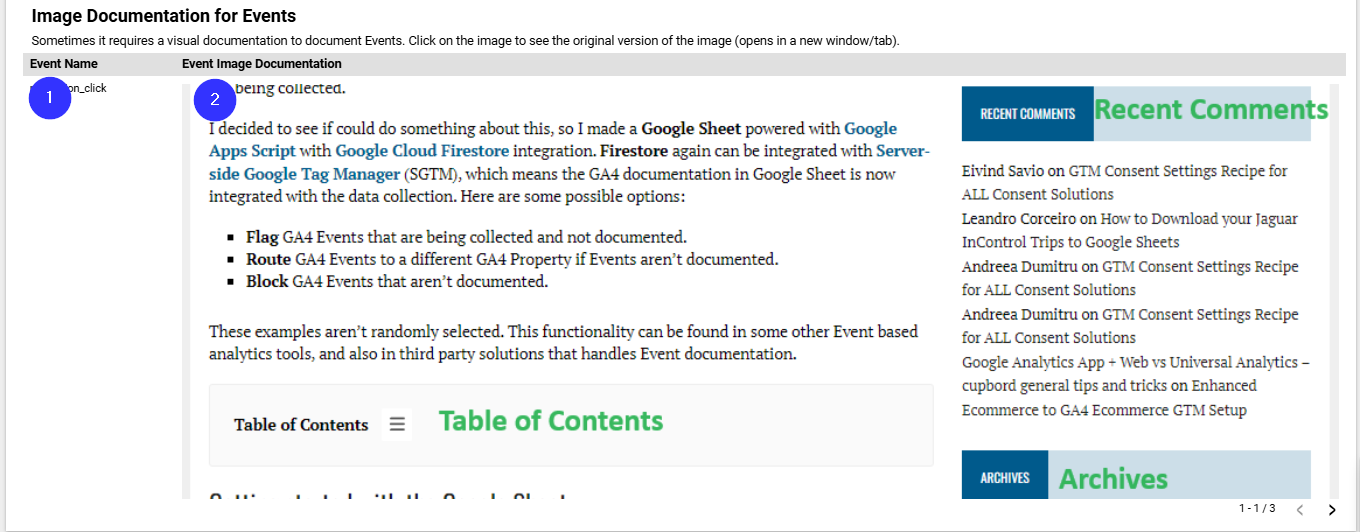 Image Documentation for Events
Sometimes it requires a visual documentation to document Events. Click on the image to see the original version of the image (opens in a new window/tab).
Event Name
Event Image Documentation
1
on_click
2
being collected.
I decided to see if could do something about this, so I made a Google Sheet powered with Google
Apps Script with Google Cloud Firestore integration. Firestore again can be integrated with Server-
side Google Tag Manager (SGTM), which means the GA4 documentation in Google Sheet is now
integrated with the data collection. Here are some possible options:
▪ Flag GA4 Events that are being collected and not documented.
▪ Route GA4 Events to a different GA4 Property if Events aren’t documented.
▪ Block GA4 Events that aren’t documented.
These examples aren’t randomly selected. This functionality can be found in some other Event based
analytics tools, and also in third party solutions that handles Event documentation.
Table of Contents
Table of Contents
RECENT COMMENTS
Recent Comments
Eivind Savio on GTM Consent Settings Recipe for
ALL Consent Solutions
Leandro Corceiro on How to Download your Jaguar
InControl Trips to Google Sheets
Andreea Dumitru on GTM Consent Settings Recipe
for ALL Consent Solutions
Andreea Dumitru on GTM Consent Settings Recipe
for ALL Consent Solutions
Google Analytics App + Web vs Universal Analytics –
cupbord general tips and tricks on Enhanced
Ecommerce to GA4 Ecommerce GTM Setup
ARCHIVES
Archives
1 - 1 / 3